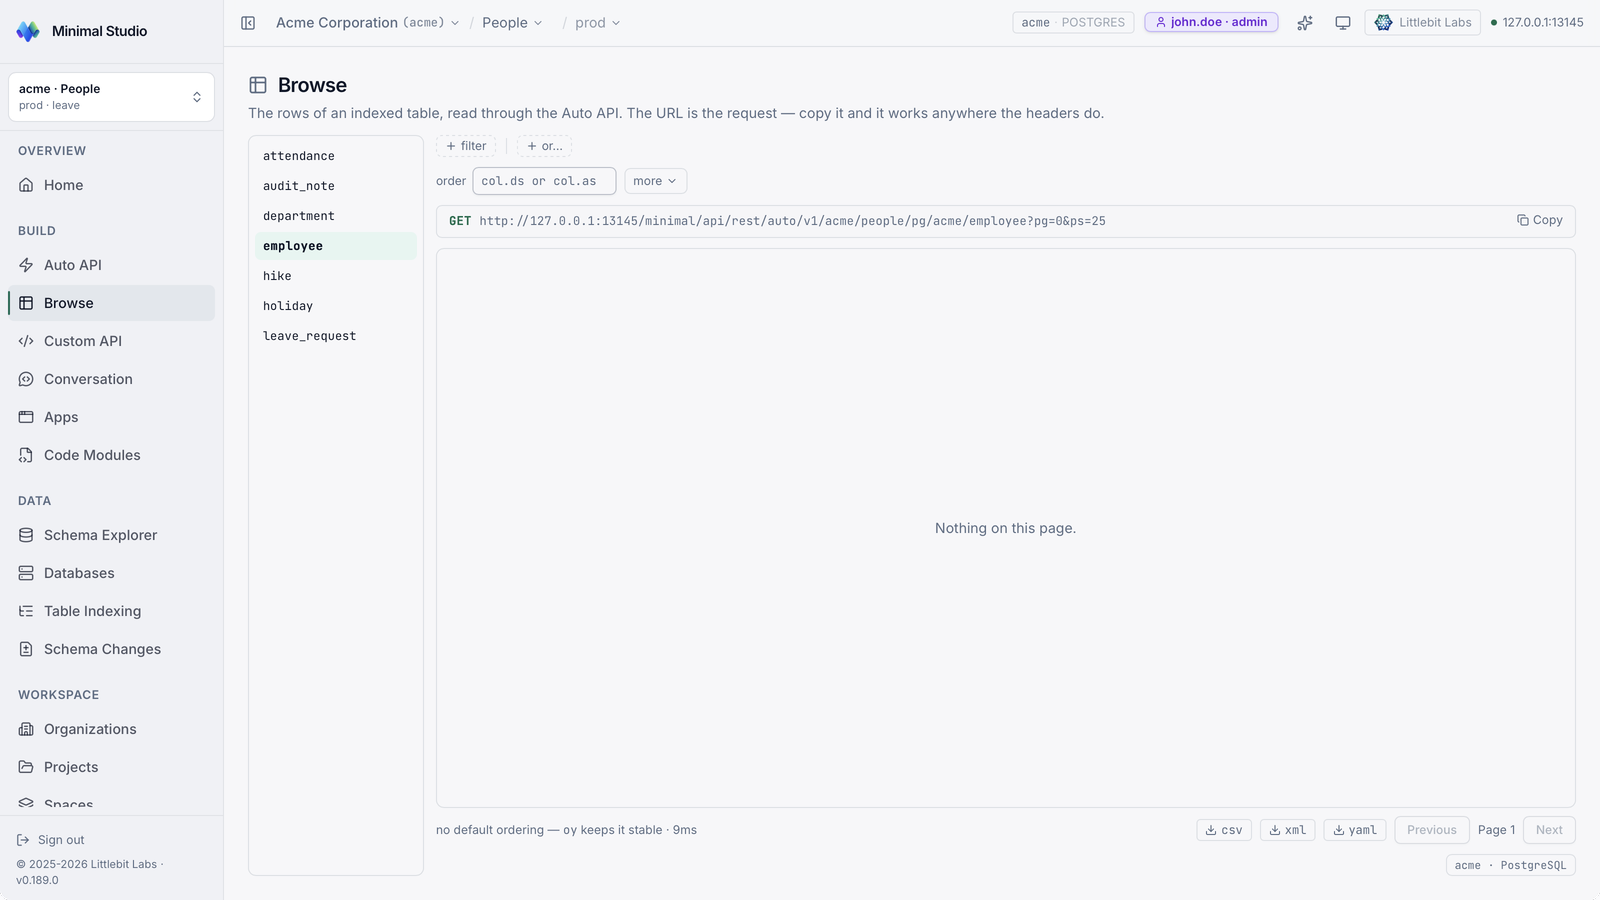 Minimal Studio
Acme Corporation (acme) / People / prod
acme · POSTGRES
john.doe · admin
Littlebit Labs
127.0.0.1:13145
acme · People
prod · leave
OVERVIEW
Home
BUILD
Auto API
Browse
Custom API
Conversation
Apps
Code Modules
DATA
Schema Explorer
Databases
Table Indexing
Schema Changes
WORKSPACE
Organizations
Projects
Spaces
Sign out
© 2025-2026 Littlebit Labs ·
v0.189.0
Browse
The rows of an indexed table, read through the Auto API. The URL is the request — copy it and it works anywhere the headers do.
attendance
audit_note
department
employee
hike
holiday
leave_request
+ filter
+ or...
order col.ds or col.as more
GET http://127.0.0.1:13145/minimal/api/rest/auto/v1/acme/people/pg/acme/employee?pg=0&ps=25
Copy
Nothing on this page.
no default ordering — oy keeps it stable · 9ms
csv
xml
yaml
Previous
Page 1
Next
acme · PostgreSQL